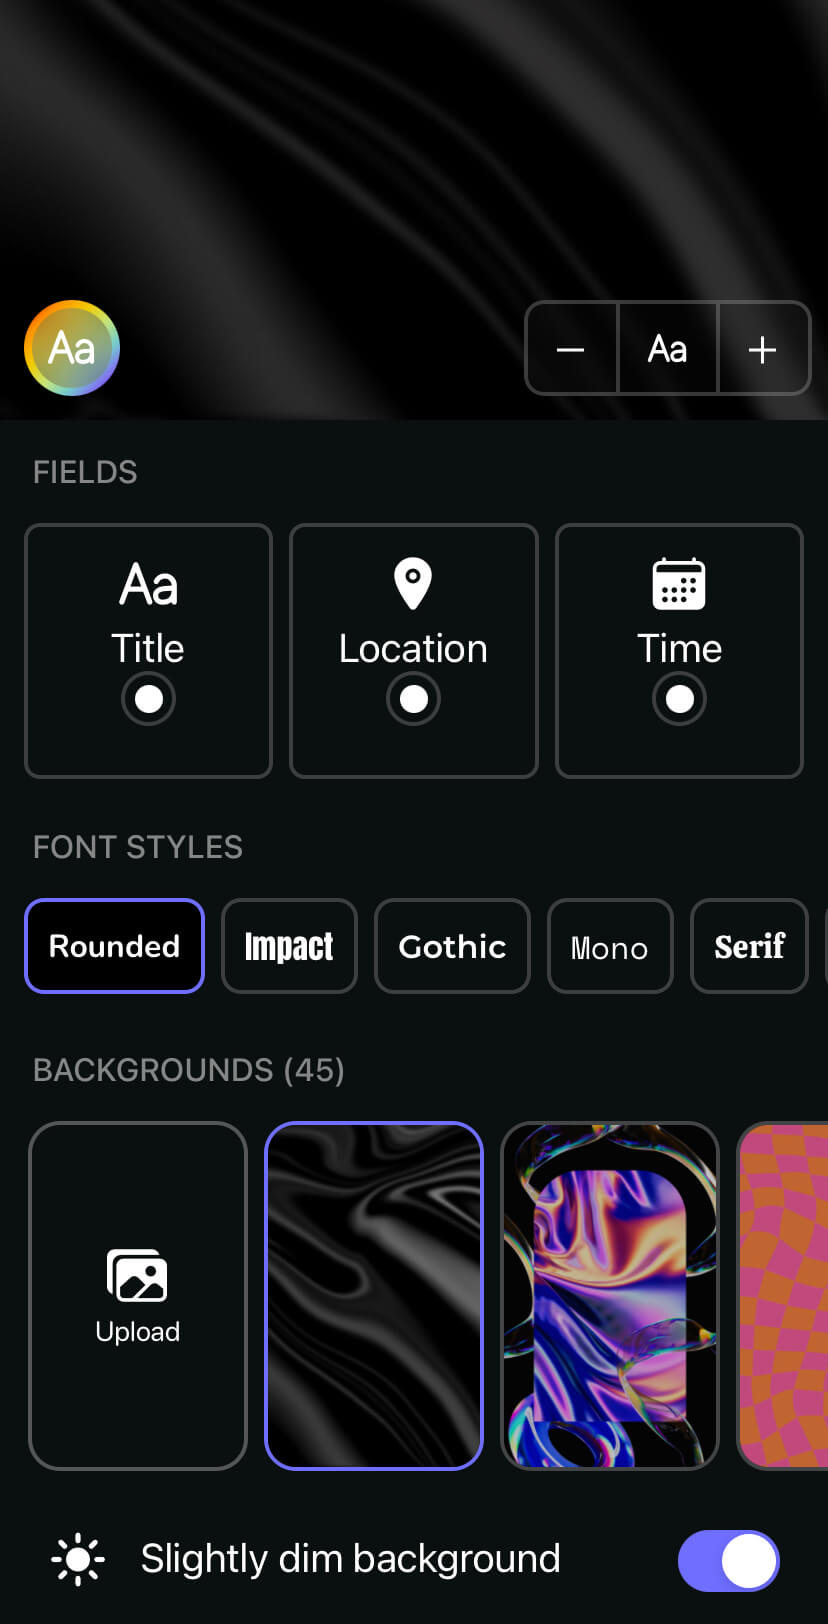 Aa
Aa
FIELDS
Aa
Title
Location
Time
FONT STYLES
Rounded
Impact
Gothic
Mono
Serif
BACKGROUNDS (45)
Upload
Slightly dim background